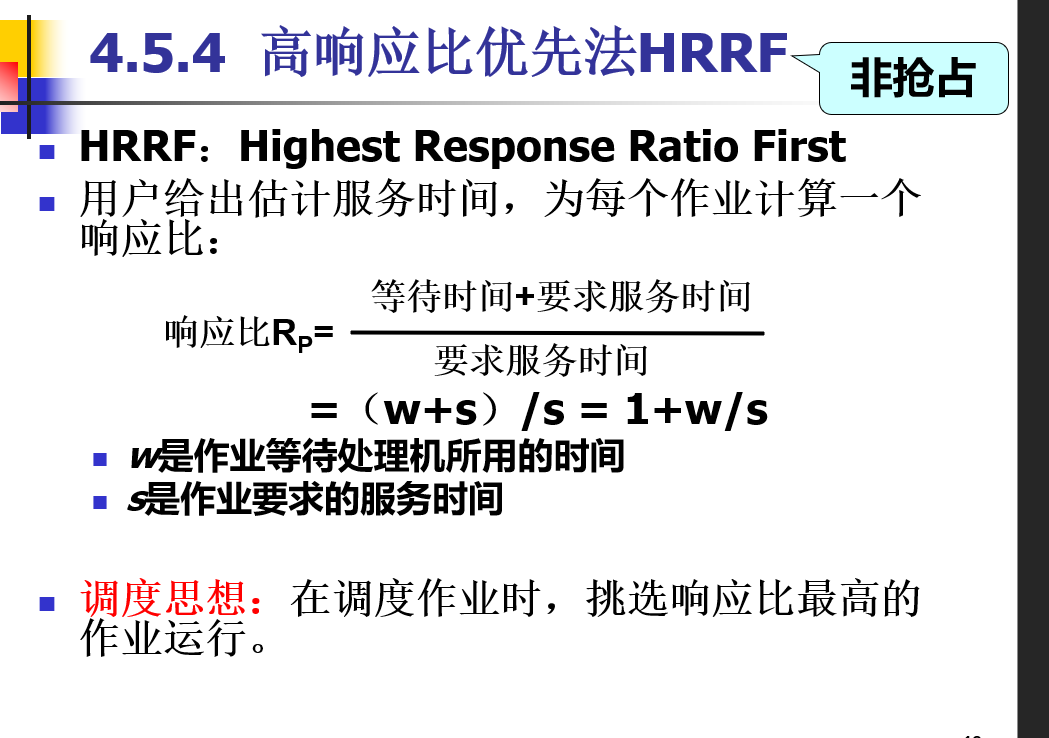 4.5.4 高响应比优先法HRRF
非抢占
HRRF：Highest Response Ratio First
用户给出估计服务时间，为每个作业计算一个
响应比：
等待时间+要求服务时间
响应比RP=
要求服务时间
=（w+s）/s = 1+w/s
w是作业等待处理机所用的时间
s是作业要求的服务时间
调度思想：在调度作业时，挑选响应比最高的
作业运行。